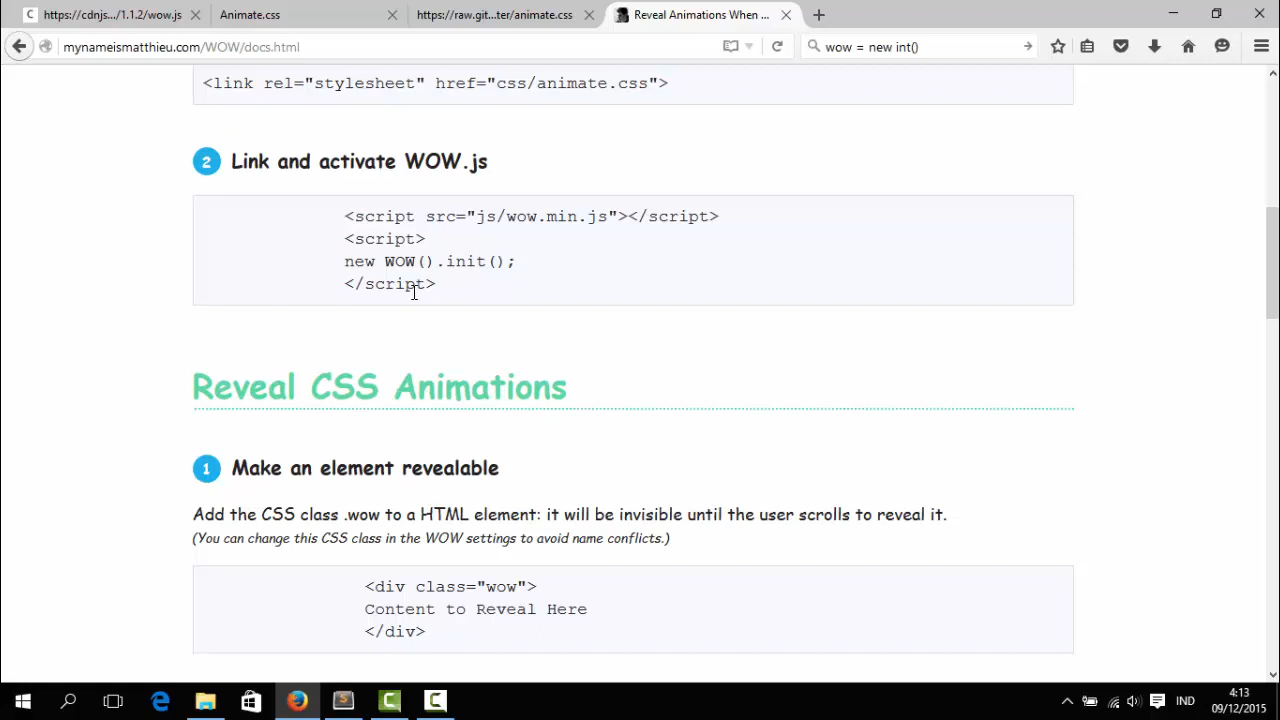 https://cdnjs.../1.1.2/wow.js
Animate.css
https://raw.git...ter/animate.css
Reveal Animations When ...
mynameismatthieu.com/WOW/docs.html
wow = new int()
<link rel="stylesheet" href="css/animate.css">
2 Link and activate WOW.js
<script src="js/wow.min.js"></script>
<script>
new WOW().init();
</script>
Reveal CSS Animations
1 Make an element revealable
Add the CSS class .wow to a HTML element: it will be invisible until the user scrolls to reveal it.
(You can change this CSS class in the WOW settings to avoid name conflicts.)
<div class="wow">
Content to Reveal Here
</div>
IND
4:13
09/12/2015